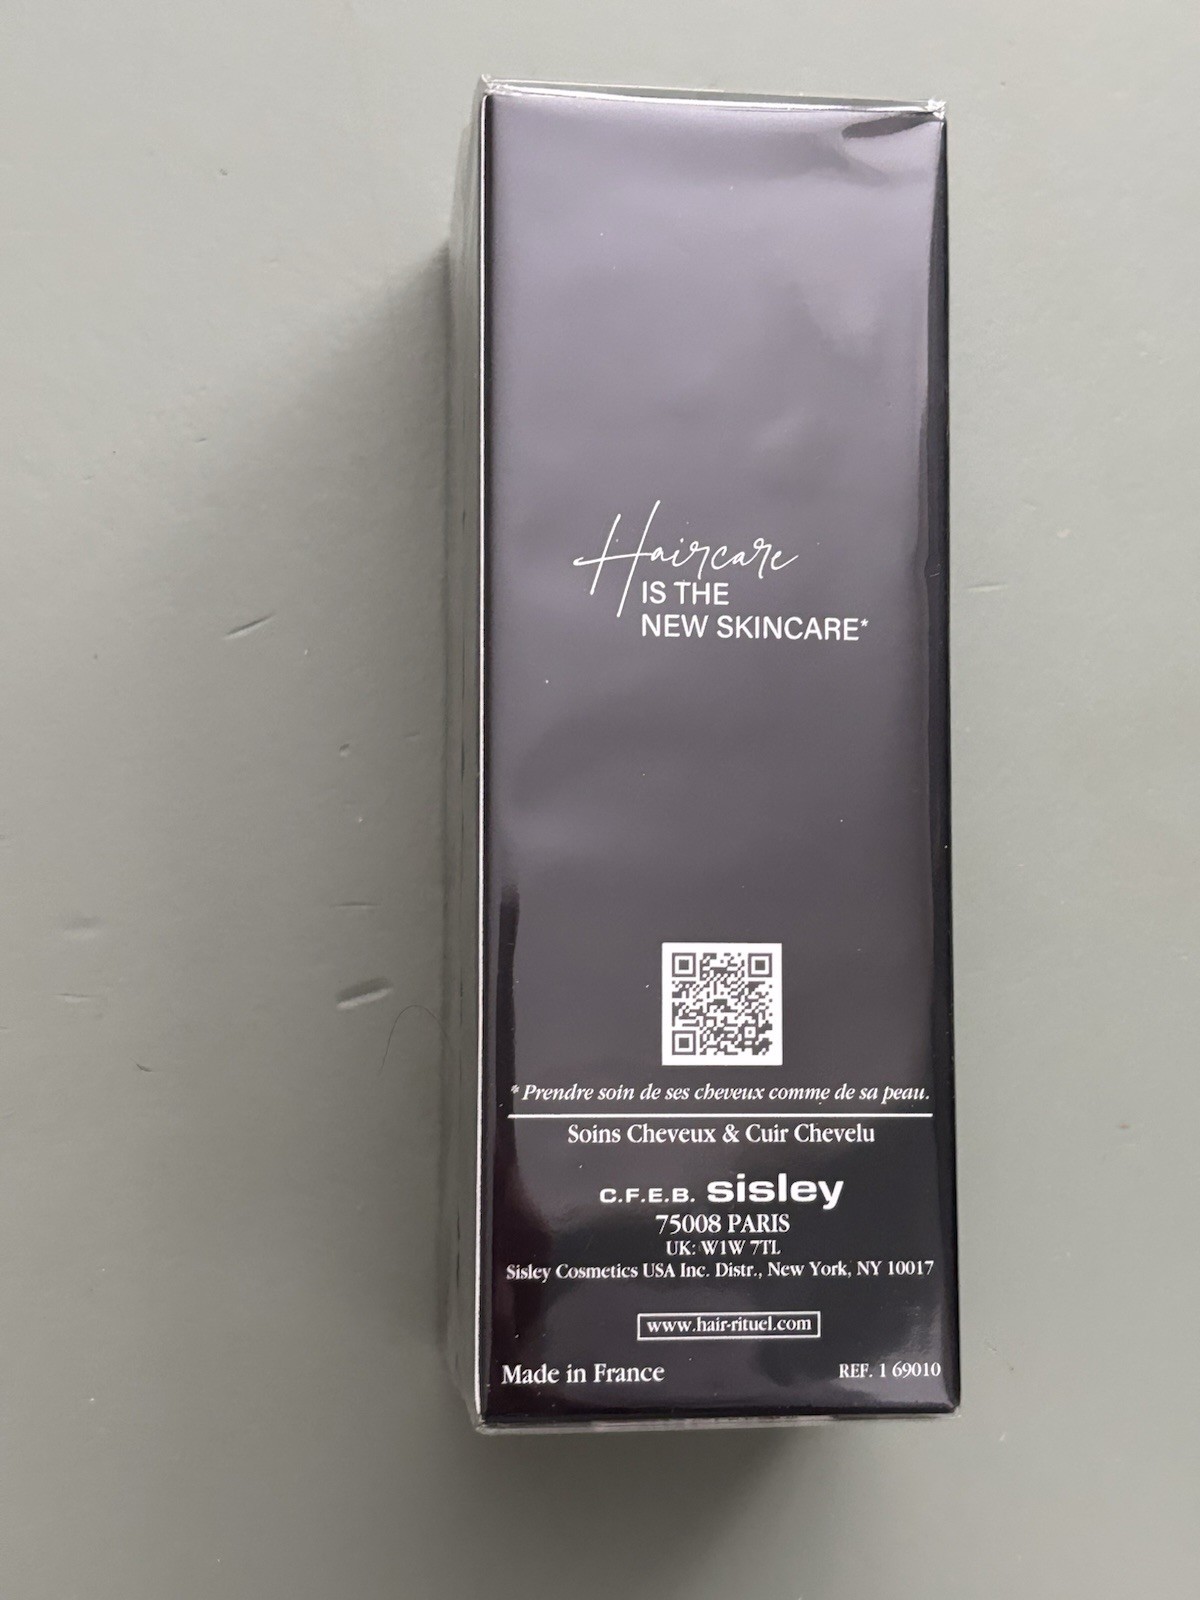 Haircare
IS THE
NEW SKINCARE*
*Prendre soin de ses cheveux comme de sa peau.
Soins Cheveux & Cuir Chevelu
C.F.E.B. sisley
75008 PARIS
UK: W1W 7TL
Sisley Cosmetics USA Inc. Distr., New York, NY 10017
www.hair-rituel.com
Made in France
REF. 1 69010